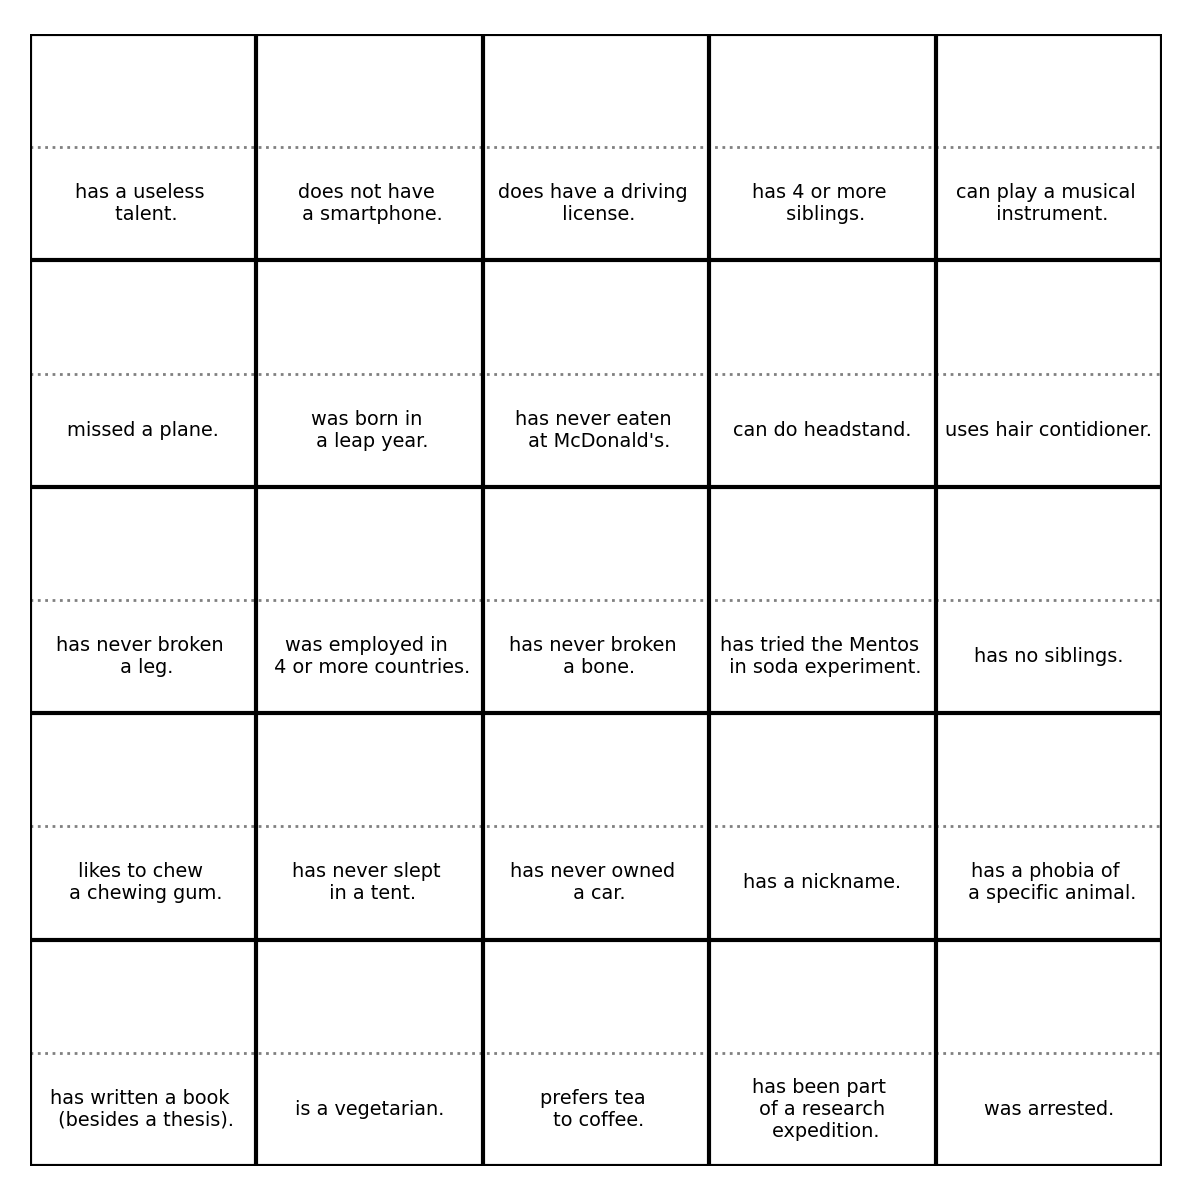 has a useless
talent.
does not have
a smartphone.
does have a driving
license.
has 4 or more
siblings.
can play a musical
instrument.
missed a plane.
was born in
a leap year.
has never eaten
at McDonald's.
can do headstand.
uses hair contidioner.
has never broken
a leg.
was employed in
4 or more countries.
has never broken
a bone.
has tried the Mentos
in soda experiment.
has no siblings.
likes to chew
a chewing gum.
has never slept
in a tent.
has never owned
a car.
has a nickname.
has a phobia of
a specific animal.
has written a book
(besides a thesis).
is a vegetarian.
prefers tea
to coffee.
has been part
of a research
expedition.
was arrested.